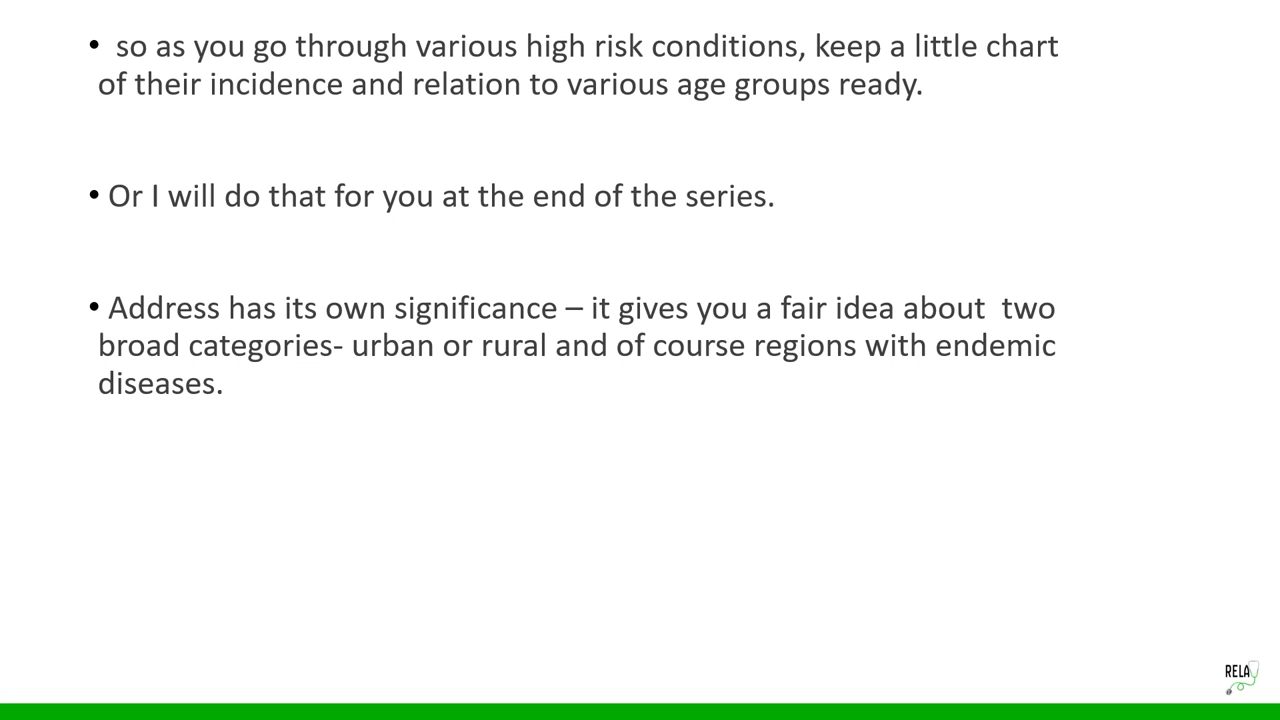 • so as you go through various high risk conditions, keep a little chart
of their incidence and relation to various age groups ready.
• Or I will do that for you at the end of the series.
• Address has its own significance – it gives you a fair idea about  two
broad categories- urban or rural and of course regions with endemic
diseases.
RELAY